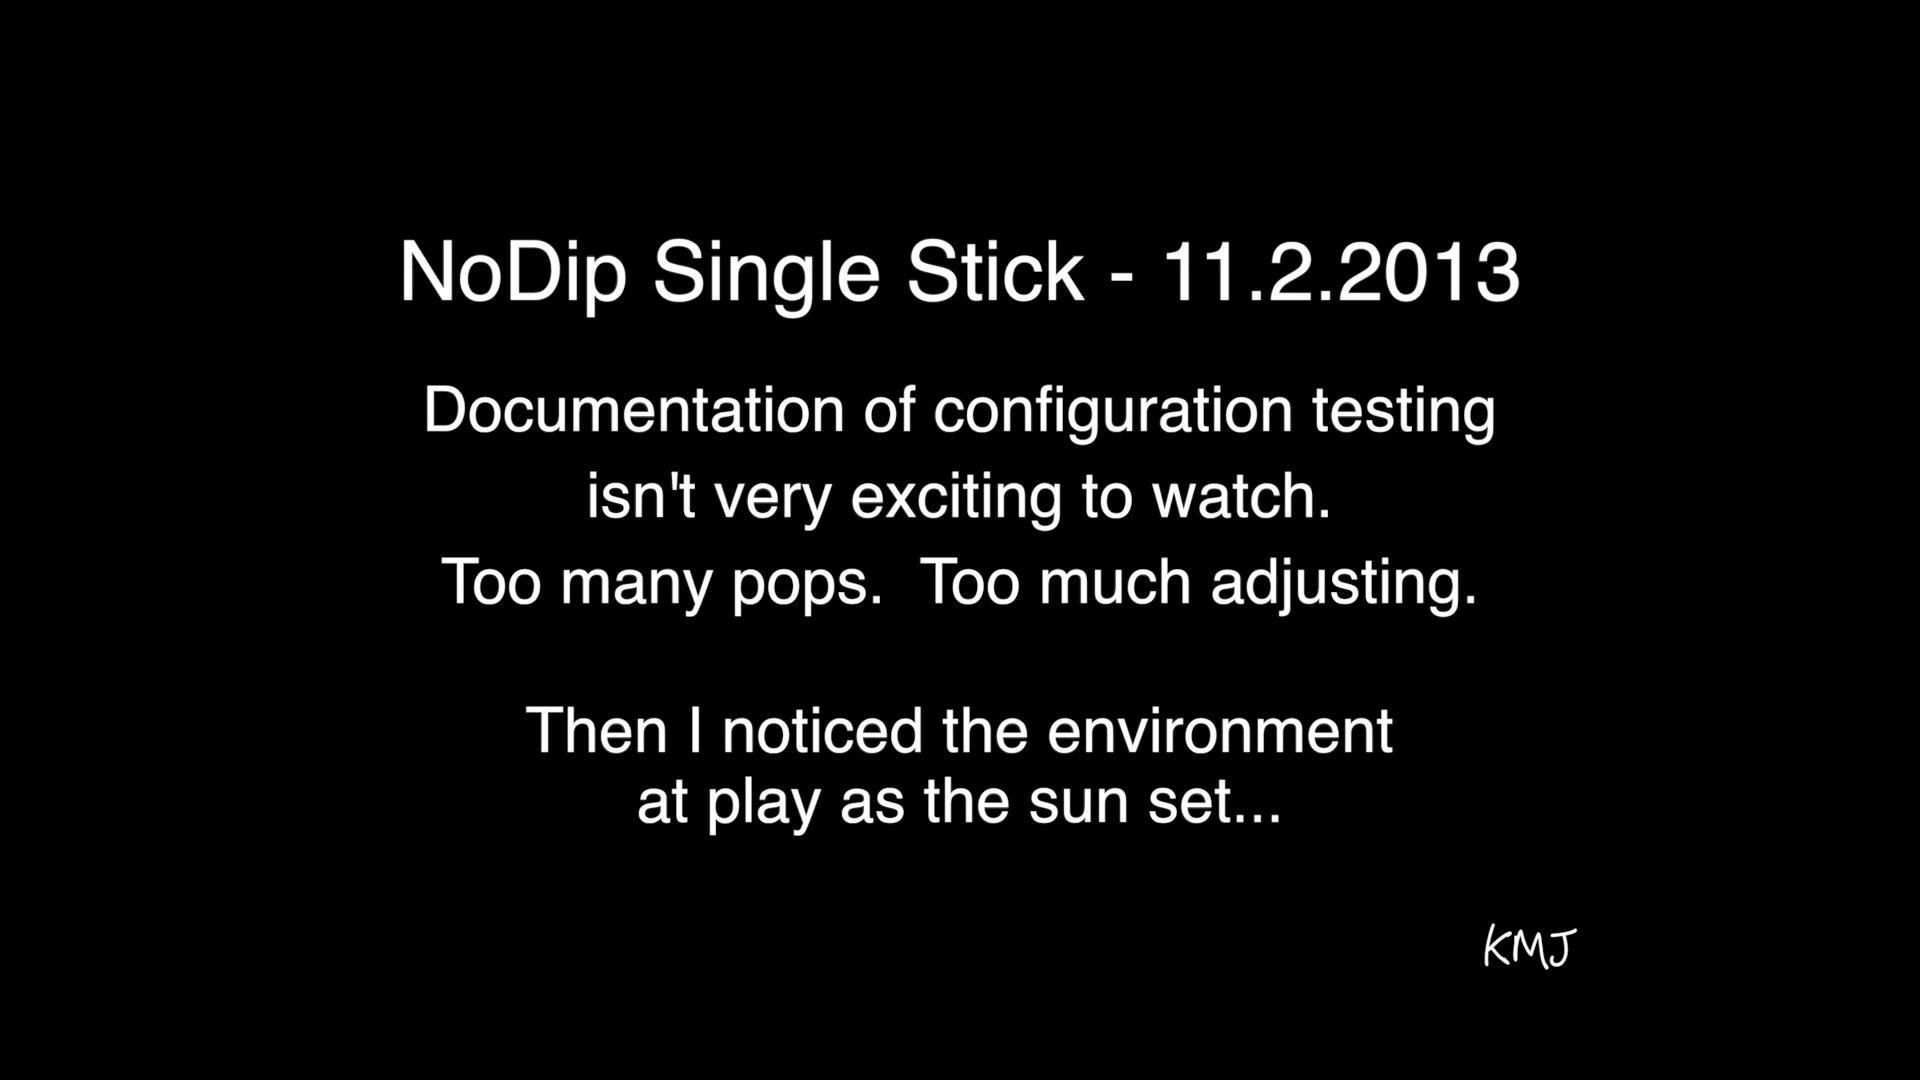 NoDip Single Stick - 11.2.2013
Documentation of configuration testing
isn't very exciting to watch.
Too many pops.  Too much adjusting.
Then I noticed the environment
at play as the sun set...
KMJ